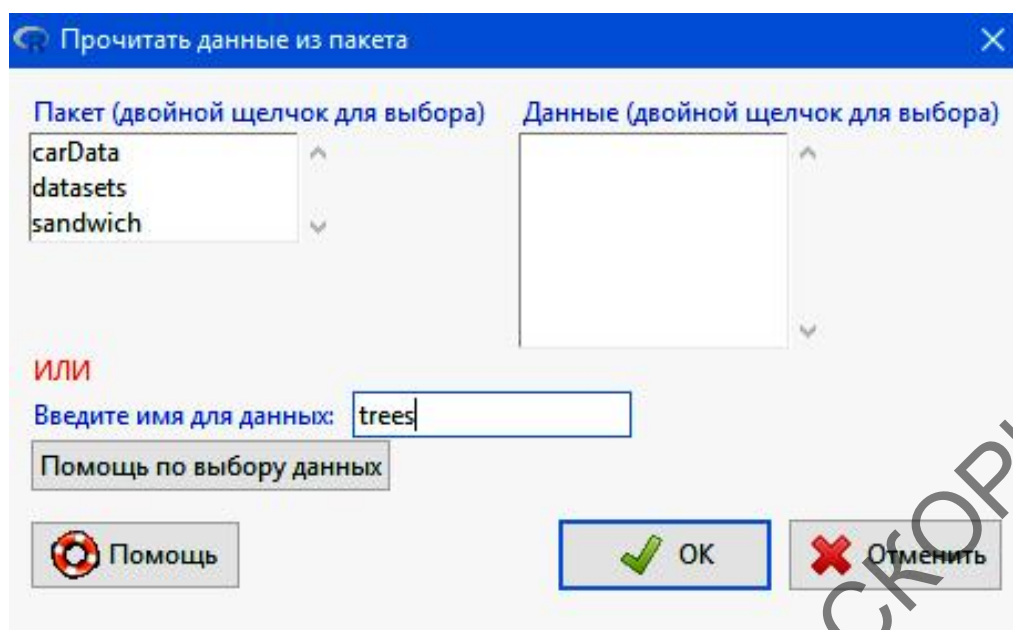 Прочитать данные из пакета
Пакет (двойной щелчок для выбора) Данные (двойной щелчок для выбора)
carData
datasets
sandwich
ИЛИ
Введите имя для данных: trees
Помощь по выбору данных
Помощь OK Отменить